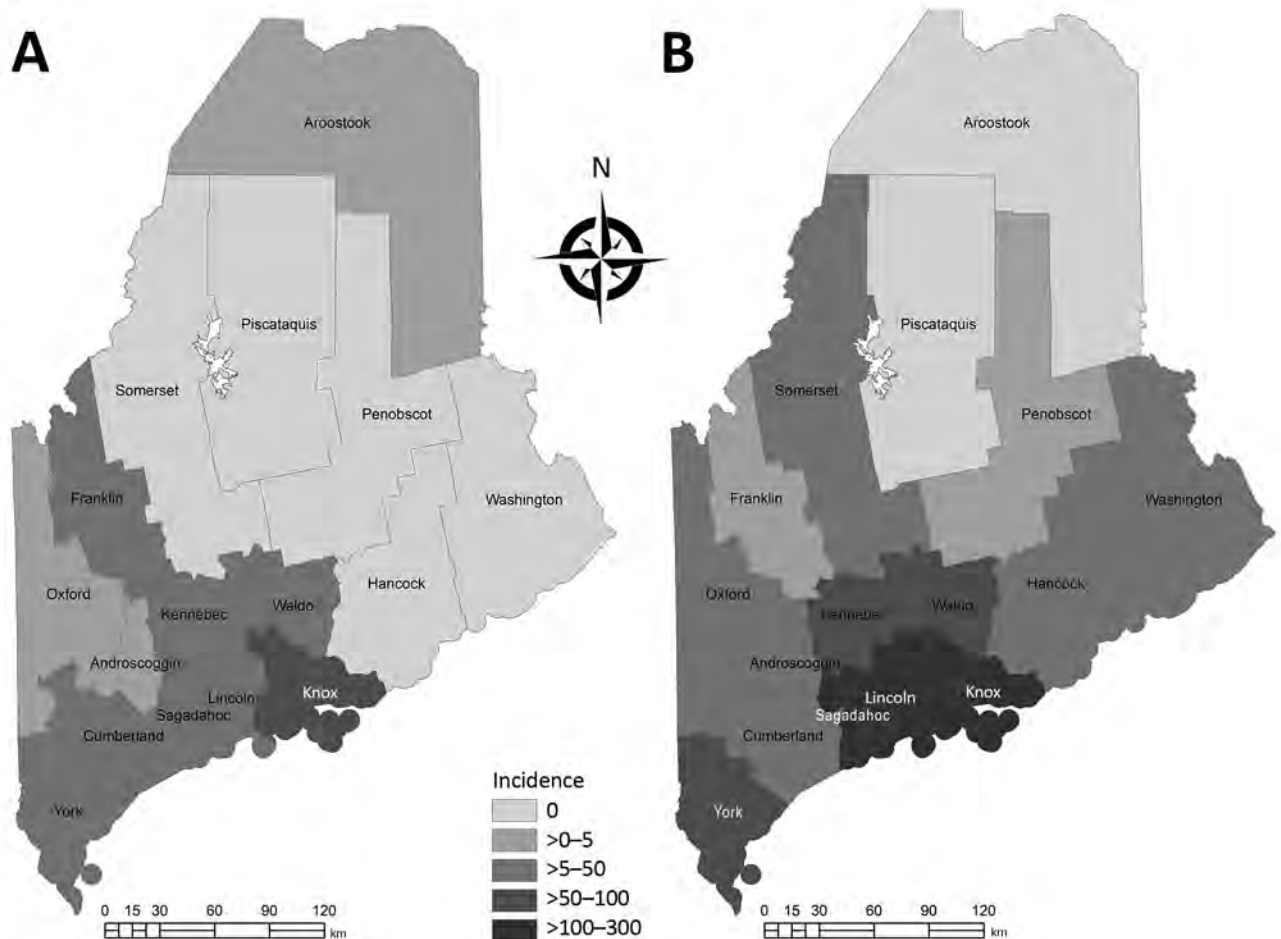 A
Aroostook
Piscataquis
Somerset
Penobscot
Franklin
Washington
Oxford
Kennebec
Waldo
Hancock
Androscoggin
Lincoln
Knox
Sagadahoc
Cumberland
York
0 15 30 60 90 120
km
N
Incidence
0
>0–5
>5–50
>50–100
>100–300
B
Aroostook
Piscataquis
Somerset
Penobscot
Franklin
Washington
Oxford
Kennebec
Waldo
Hancock
Androscoggin
Lincoln
Knox
Sagadahoc
Cumberland
York
0 15 30 60 90 120
km